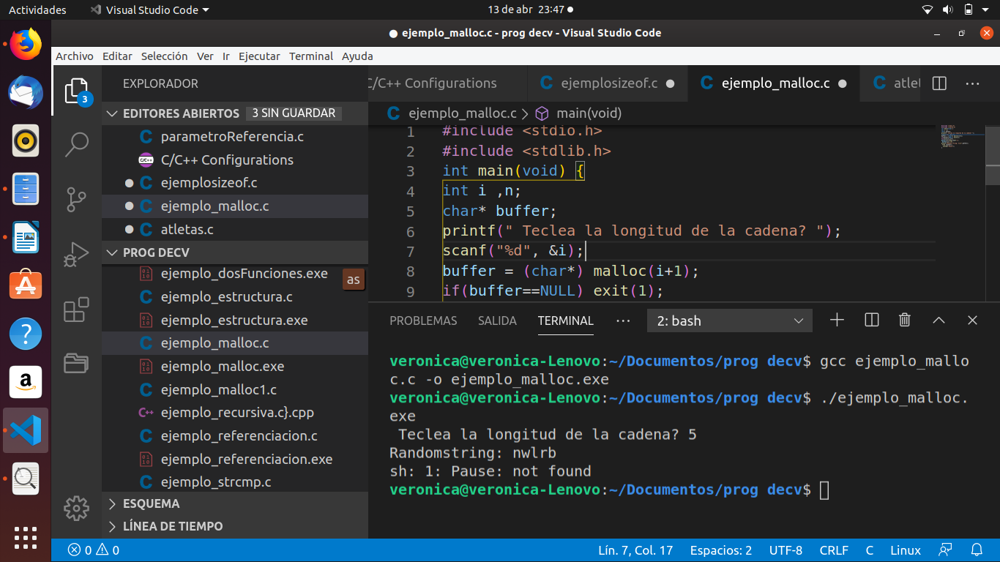 Actividades Visual Studio Code 13 de abr 23:47
ejemplo_malloc.c - prog decv - Visual Studio Code
Archivo Editar Selección Ver Ir Ejecutar Terminal Ayuda
3
EXPLORADOR
EDITORES ABIERTOS 3 SIN GUARDAR
C parametroReferencia.c
C/C++ C/C++ Configurations
C ejemplosizeof.c
C ejemplo_malloc.c
C atletas.c
PROG DECV
ejemplo_dosFunciones.exe
as
C ejemplo_estructura.c
ejemplo_estructura.exe
C ejemplo_malloc.c
ejemplo_malloc.exe
C ejemplo_malloc1.c
C++ ejemplo_recursiva.c}.cpp
C ejemplo_referenciacion.c
ejemplo_referenciacion.exe
C ejemplo_strcmp.c
ESQUEMA
LÍNEA DE TIEMPO
C/C++ Configurations C ejemplosizeof.c C ejemplo_malloc.c C atlet
C ejemplo_malloc.c > main(void)
1 #include <stdio.h>
2 #include <stdlib.h>
3 int main(void) {
4 int i ,n;
5 char* buffer;
6 printf(" Teclea la longitud de la cadena? ");
7 scanf("%d", &i);
8 buffer = (char*) malloc(i+1);
9 if(buffer==NULL) exit(1);
PROBLEMAS SALIDA TERMINAL ··· 2: bash
veronica@veronica-Lenovo:~/Documentos/prog decv$ gcc ejemplo_mallo
c.c -o ejemplo_malloc.exe
veronica@veronica-Lenovo:~/Documentos/prog decv$ ./ejemplo_malloc.
exe
Teclea la longitud de la cadena? 5
Randomstring: nwlrb
sh: 1: Pause: not found
veronica@veronica-Lenovo:~/Documentos/prog decv$
0 0 Lín. 7, Col. 17 Espacios: 2 UTF-8 CRLF C Linux